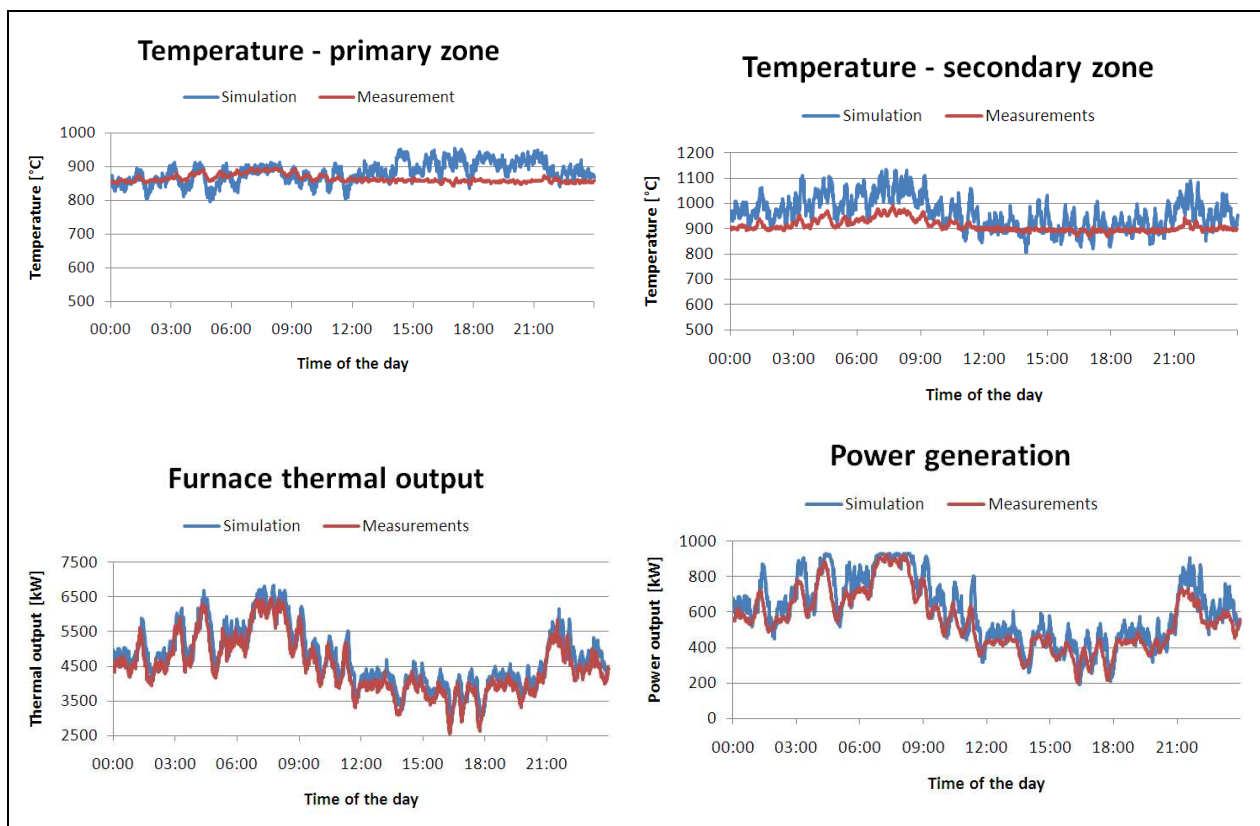 Temperature - primary zone
Simulation Measurement
Temperature [°C]
1000
900
800
700
600
500
00:00 03:00 06:00 09:00 12:00 15:00 18:00 21:00
Time of the day
Temperature - secondary zone
Simulation Measurements
Temperature [°C]
1200
1100
1000
900
800
700
600
500
00:00 03:00 06:00 09:00 12:00 15:00 18:00 21:00
Time of the day
Furnace thermal output
Simulation Measurements
Thermal output [kW]
7500
6500
5500
4500
3500
2500
00:00 03:00 06:00 09:00 12:00 15:00 18:00 21:00
Time of the day
Power generation
Simulation Measurements
Power output [kW]
1000
800
600
400
200
0
00:00 03:00 06:00 09:00 12:00 15:00 18:00 21:00
Time of the day